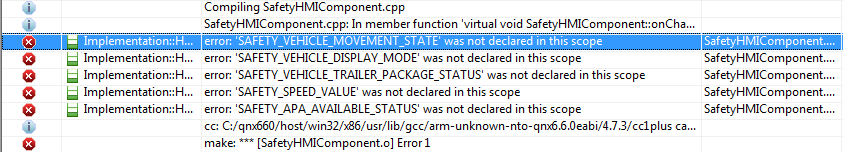 Compiling SafetyHMIComponent.cpp
SafetyHMIComponent.cpp: In member function 'virtual void SafetyHMIComponent::onCha...
Implementation::H... error: 'SAFETY_VEHICLE_MOVEMENT_STATE' was not declared in this scope SafetyHMIComponent....
Implementation::H... error: 'SAFETY_VEHICLE_DISPLAY_MODE' was not declared in this scope SafetyHMIComponent....
Implementation::H... error: 'SAFETY_VEHICLE_TRAILER_PACKAGE_STATUS' was not declared in this scope SafetyHMIComponent....
Implementation::H... error: 'SAFETY_SPEED_VALUE' was not declared in this scope SafetyHMIComponent....
Implementation::H... error: 'SAFETY_APA_AVAILABLE_STATUS' was not declared in this scope SafetyHMIComponent....
cc: C:/qnx660/host/win32/x86/usr/lib/gcc/arm-unknown-nto-qnx6.6.0eabi/4.7.3/cc1plus ca...
make: *** [SafetyHMIComponent.o] Error 1